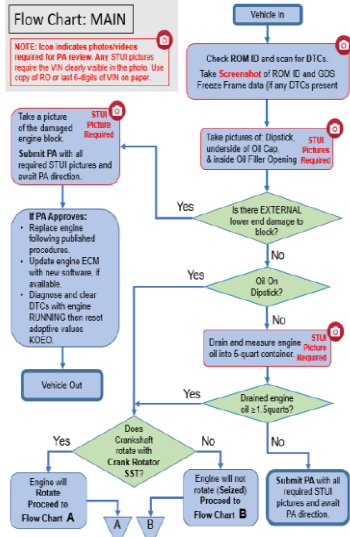 Flow Chart: MAIN
NOTE: Icon indicates photos/videos
required for PA review. Any STUI pictures
require the VIN clearly visible in the photo. Use
copy of RO or last 6-digits of VIN on paper.
Vehicle in
Check ROM ID and scan for DTCs.
Take Screenshot of ROM ID and GDS
Freeze Frame data (if any DTCs present
Take pictures of: Dipstick,
underside of Oil Cap,
& inside Oil Filler Opening
STUI
Pictures
Required
Is there EXTERNAL
lower end damage to
block?
Yes
No
Take a picture
of the damaged
engine block.
STUI
Picture
Required
Submit PA with all
required STUI pictures and
await PA direction.
If PA Approves:
• Replace engine
following published
procedures.
• Update engine ECM
with new software, if
available.
• Diagnose and clear
DTCs with engine
RUNNING then reset
adaptive values
KOEO.
Vehicle Out
Oil On
Dipstick?
Yes
No
Drain and measure engine
oil into 5-quart container.
STUI
Picture
Required
Drained engine
oil ≥1.5quarts?
Yes
No
Submit PA with all
required STUI
pictures and await
PA direction.
Does
Crankshaft
rotate with
Crank Rotator
SST?
Yes
No
Engine will
Rotate
Proceed to
Flow Chart A
A
Engine will not
rotate (Seized)
Proceed to
Flow Chart B
B